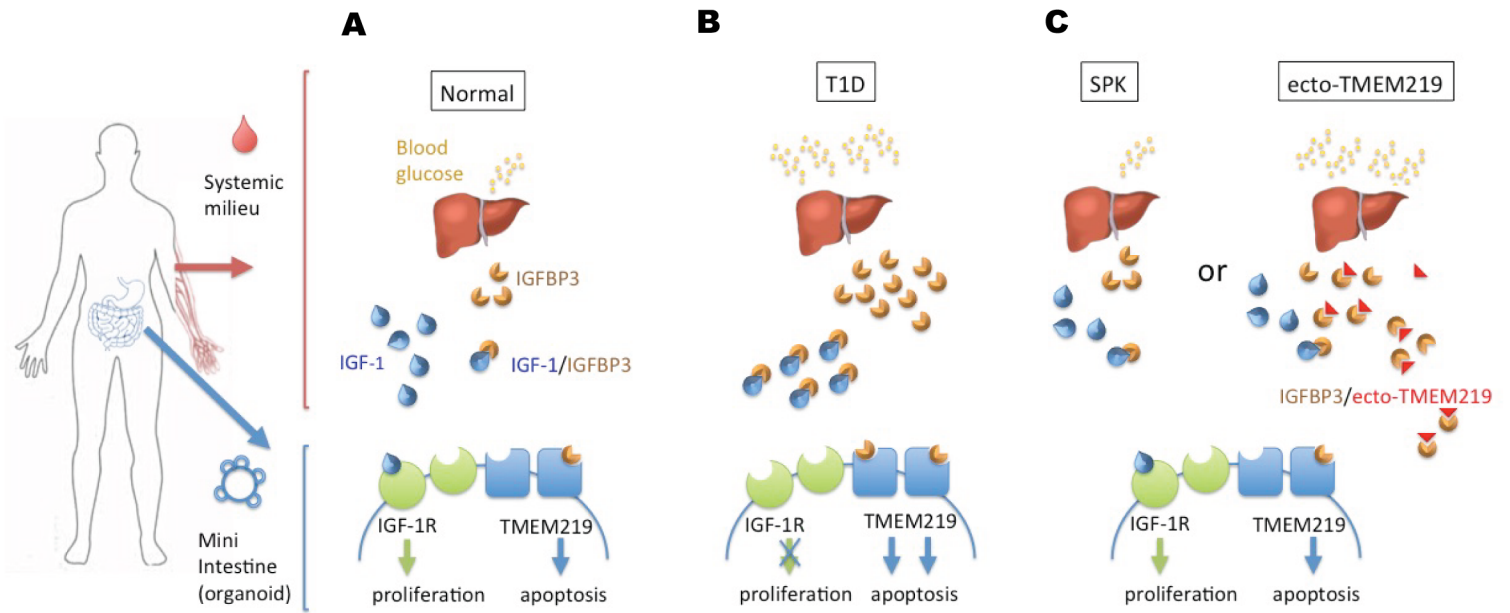 A
B
C
Normal
T1D
SPK
ecto-TMEM219
Systemic
milieu
Blood
glucose
IGFBP3
IGF-1
IGF-1/IGFBP3
or
IGFBP3/ecto-TMEM219
Mini
Intestine
(organoid)
IGF-1R
TMEM219
proliferation
apoptosis
IGF-1R
TMEM219
proliferation
apoptosis
IGF-1R
TMEM219
proliferation
apoptosis